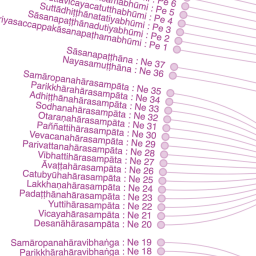 bhūmi : Pe 6
vicayacatutthabhūmi : Pe 5
Suttādhiṭṭhānatatiyabhūmi : Pe 4
Sāsanapaṭṭhānadutiyabhūmi : Pe 3
: Pe 2
riyasaccappakāsanapaṭhamabhūmi : Pe 1
Sāsanapaṭṭhāna : Ne 37
Nayasamuṭṭhāna : Ne 36
Samāropanahārasampāta : Ne 35
Parikkhārahārasampāta : Ne 34
Adhiṭṭhānahārasampāta : Ne 33
Sodhanahārasampāta : Ne 32
Otaraṇahārasampāta : Ne 31
Paññattihārasampāta : Ne 30
Vevacanahārasampāta : Ne 29
Parivattanahārasampāta : Ne 28
Vibhattihārasampāta : Ne 27
Āvaṭṭahārasampāta : Ne 26
Catubyūhahārasampāta : Ne 25
Lakkhaṇahārasampāta : Ne 24
Padaṭṭhānahārasampāta : Ne 23
Yuttihārasampāta : Ne 22
Vicayahārasampāta : Ne 21
Desanāhārasampāta : Ne 20
Samāropanahāravibhaṅga : Ne 19
Parikkhārahāravibhaṅga : Ne 18